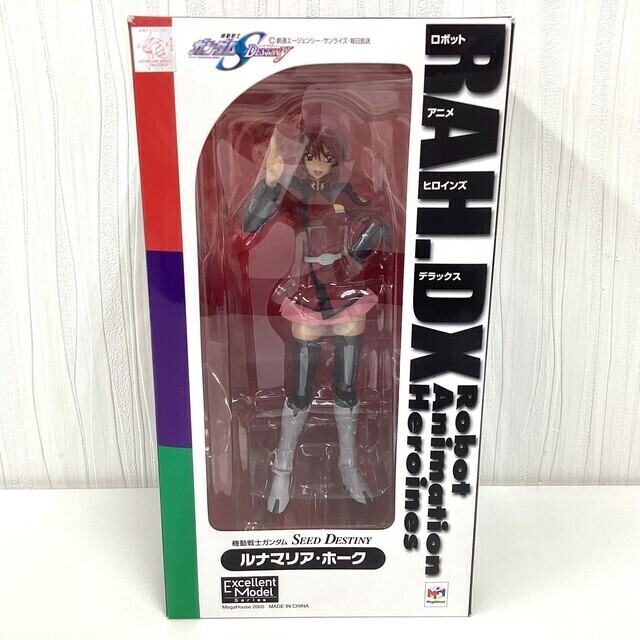 機動戦士
ガンダムSEED DESTINY
©創通エージェンシー・サンライズ・毎日放送
ロボット
アニメ
ヒロインズ
デラックス
RAH.DX
Robot
Animation
Heroines
機動戦士ガンダム SEED DESTINY
ルナマリア・ホーク
Excellent
Model
Series
MegaHouse 2005 MADE IN CHINA
MegaHouse